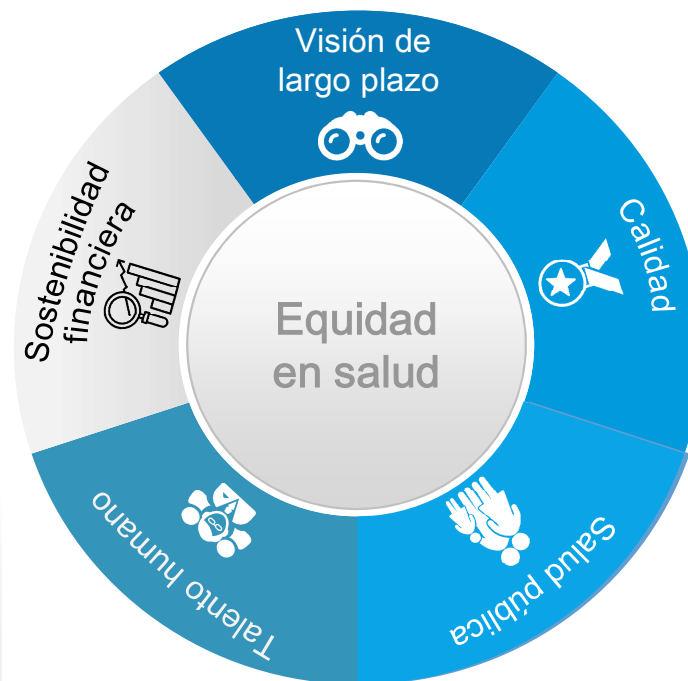 Visión de
largo plazo
Calidad
Salud pública
Talento humano
Sostenibilidad
financiera
Equidad
en salud